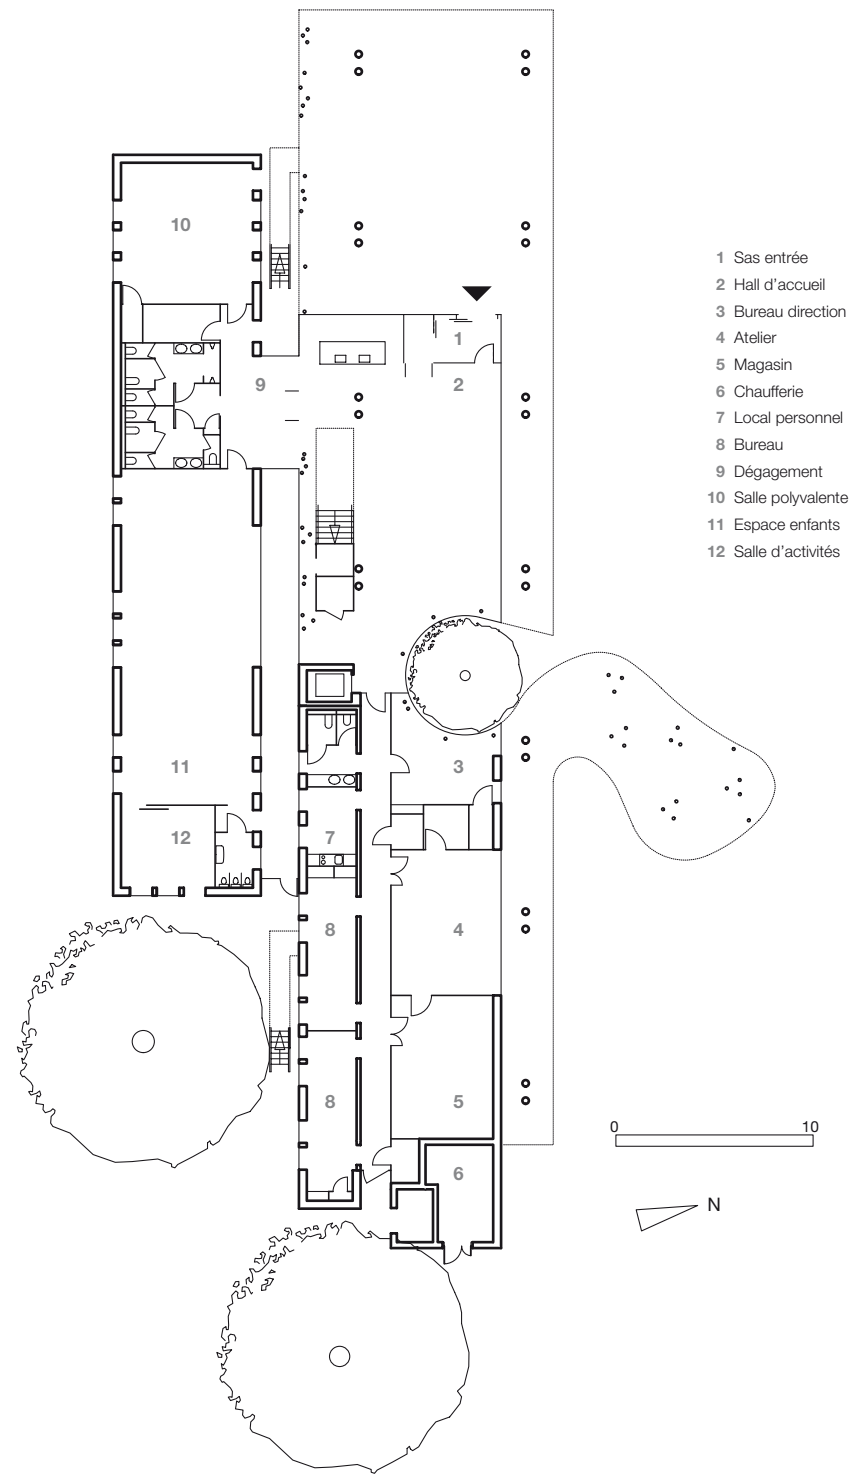 10
1
9
2
11
3
12
7
8
4
8
5
6
1 Sas entrée
2 Hall d’accueil
3 Bureau direction
4 Atelier
5 Magasin
6 Chaufferie
7 Local personnel
8 Bureau
9 Dégagement
10 Salle polyvalente
11 Espace enfants
12 Salle d’activités
0 10
N